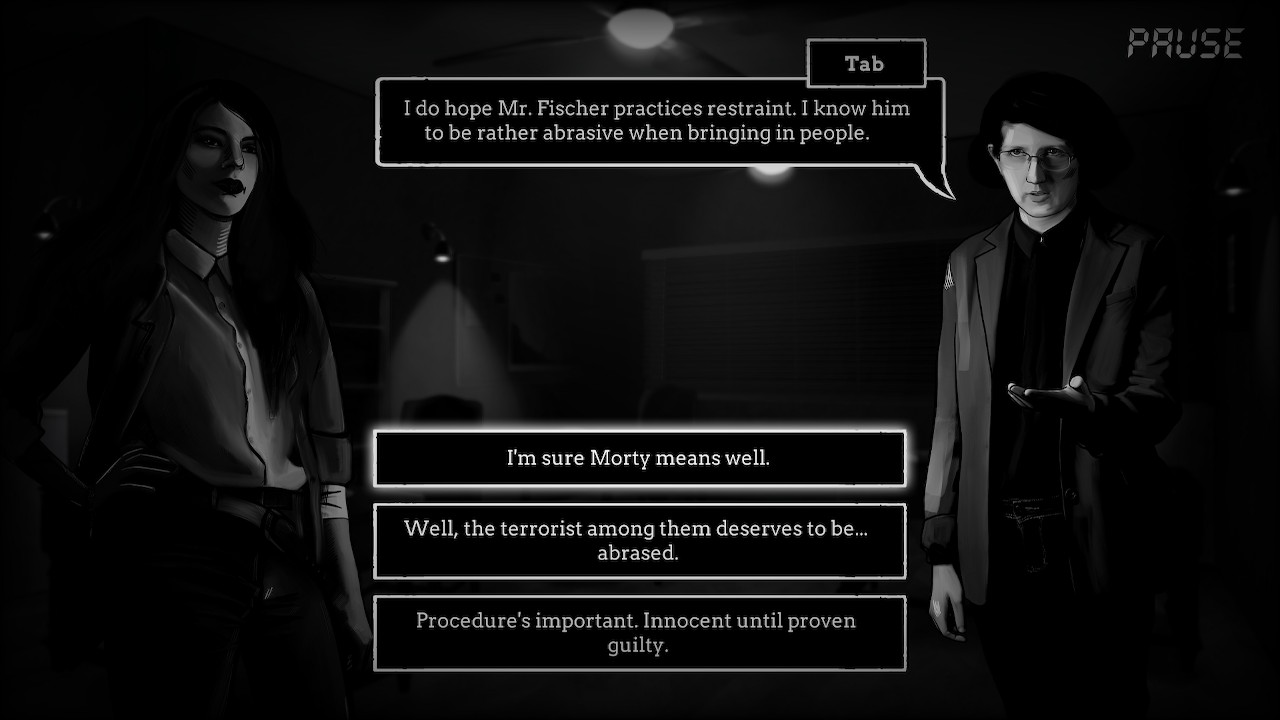 PAUSE
Tab
I do hope Mr. Fischer practices restraint. I know him
to be rather abrasive when bringing in people.
I'm sure Morty means well.
Well, the terrorist among them deserves to be...
abrased.
Procedure's important. Innocent until proven
guilty.